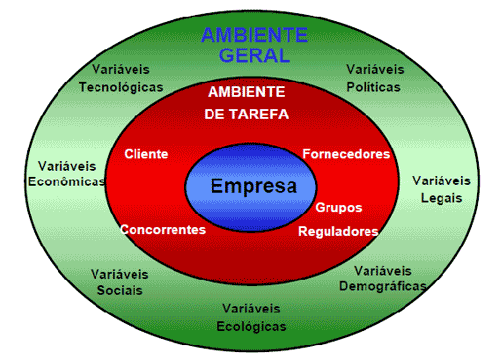 AMBIENTE
GERAL
Variáveis
Tecnológicas
Variáveis
Políticas
AMBIENTE
DE TAREFA
Cliente
Fornecedores
Variáveis
Econômicas
Empresa
Variáveis
Legais
Grupos
Reguladores
Concorrentes
Variáveis
Sociais
Variáveis
Demográficas
Variáveis
Ecológicas